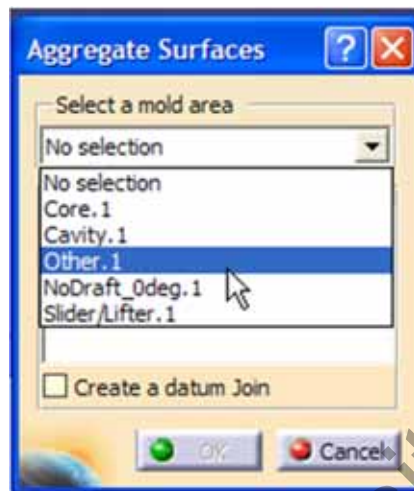 Aggregate Surfaces
?
Select a mold area
No selection
No selection
Core.1
Cavity.1
Other.1
NoDraft_0deg.1
Slider/Lifter.1
Create a datum Join
OK
Cancel